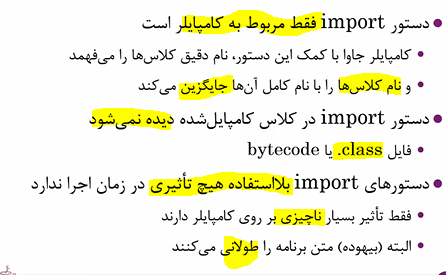 دستور import فقط مربوط به کامپایلر است
کامپایلر جاوا با کمک این دستور، نام دقیق کلاس‌ها را می‌فهمد
و نام کلاس‌ها را با نام کامل آن‌ها جایگزین می‌کند
دستور import در کلاس کامپایل‌شده دیده نمی‌شود
فایل .class یا bytecode
دستورهای import بلااستفاده هیچ تأثیری در زمان اجرا ندارد
فقط تأثیر بسیار ناچیزی بر روی کامپایلر دارند
البته (بیهوده) متن برنامه را طولانی می‌کنند